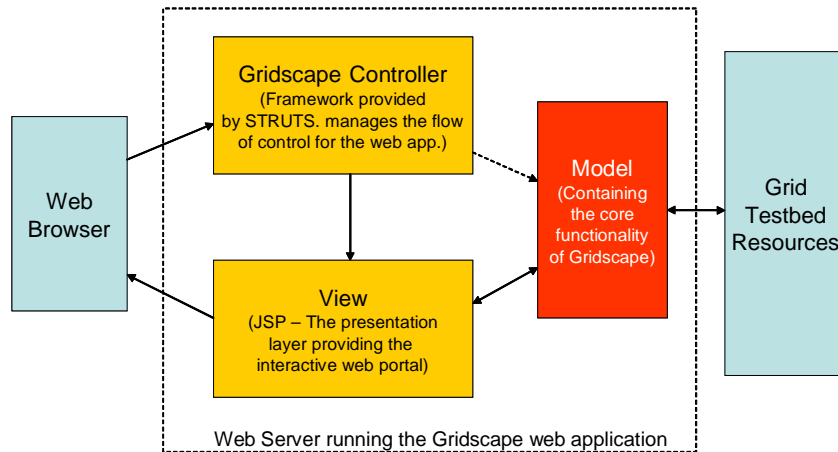 Gridscape Controller
(Framework provided
by STRUTS. manages the flow
of control for the web app.)
Web
Browser
Model
(Containing
the core
functionality
of Gridscape)
Grid
Testbed
Resources
View
(JSP – The presentation
layer providing the
interactive web portal)
Web Server running the Gridscape web application